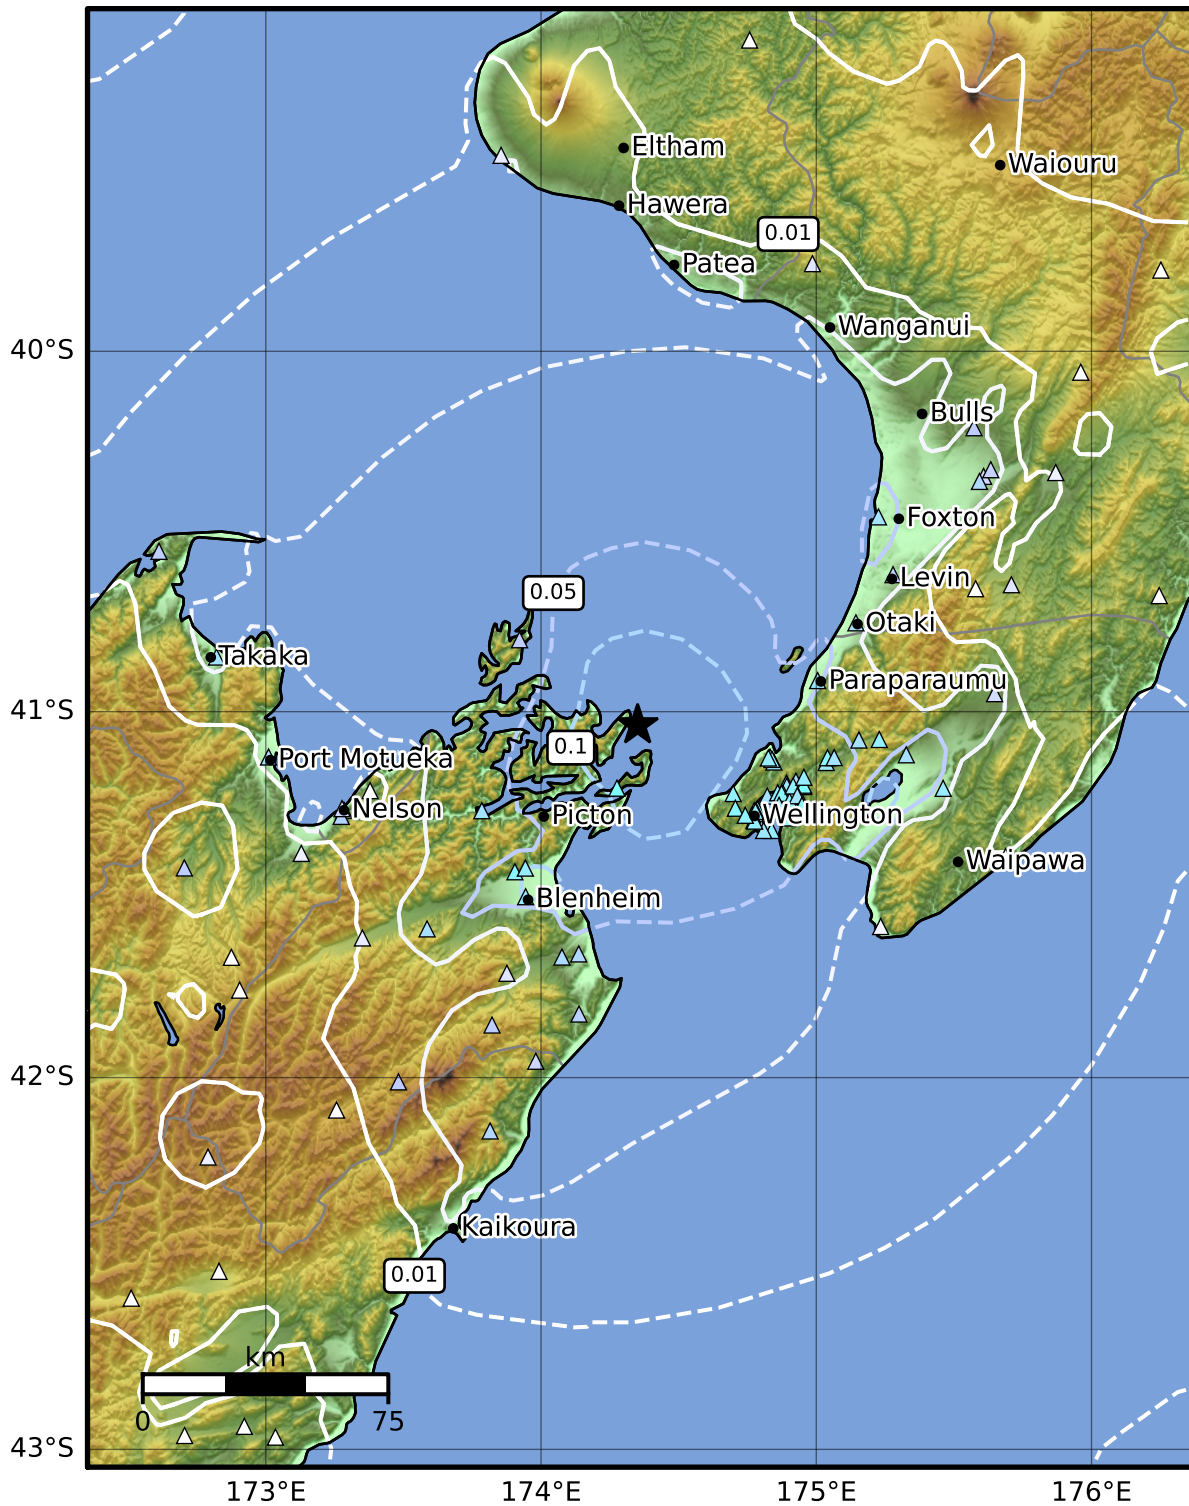 Eltham
Waiouru
Hawera
0.01
Patea
Wanganui
40°S
Bulls
Foxton
Levin
0.05
Otaki
Takaka
Paraparaumu
41°S
0.1
Port Motueka
Nelson
Picton
Wellington
Waipawa
Blenheim
42°S
Kaikoura
0.01
km
0 75
43°S
173°E 174°E 175°E 176°E